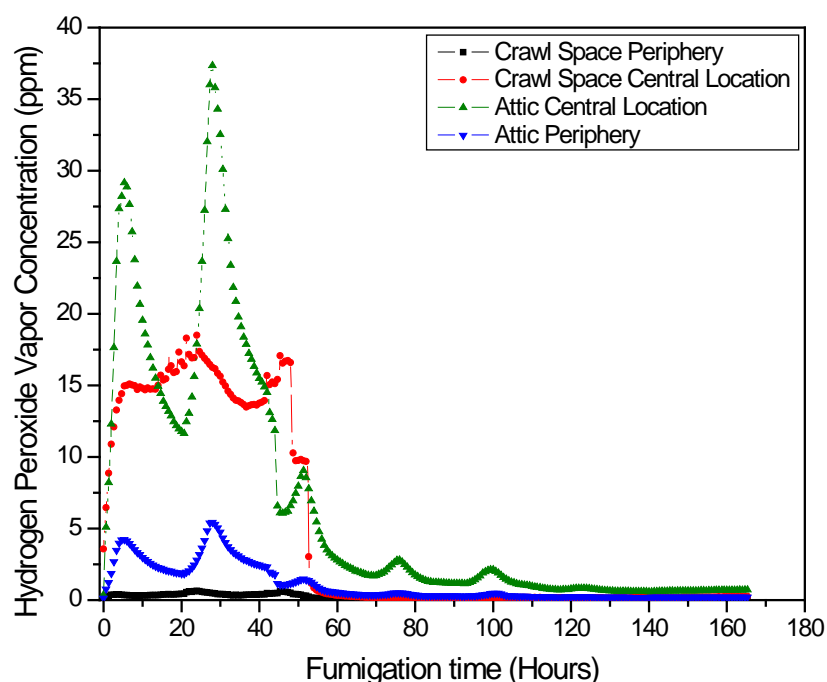 Hydrogen Peroxide Vapor Concentration (ppm)
40
35
30
25
20
15
10
5
0
Crawl Space Periphery
Crawl Space Central Location
Attic Central Location
Attic Periphery
0 20 40 60 80 100 120 140 160 180
Fumigation time (Hours)